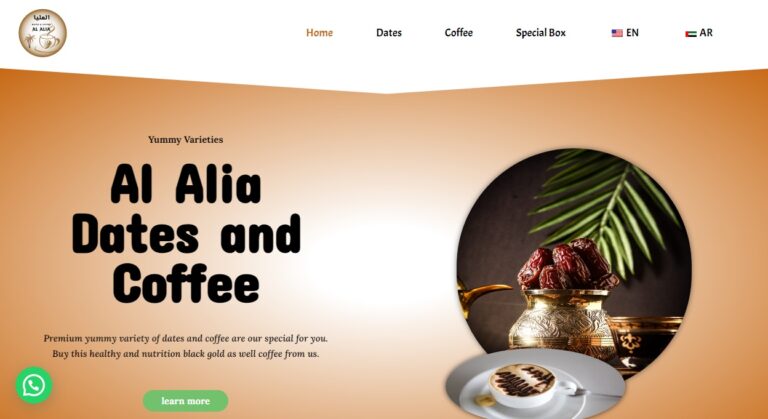 العليا
AL ALIA
Home
Dates
Coffee
Special Box
EN
AR
Yummy Varieties
Al Alia
Dates and
Coffee
Premium yummy variety of dates and coffee are our special for you.
Buy this healthy and nutrition black gold as well coffee from us.
learn more